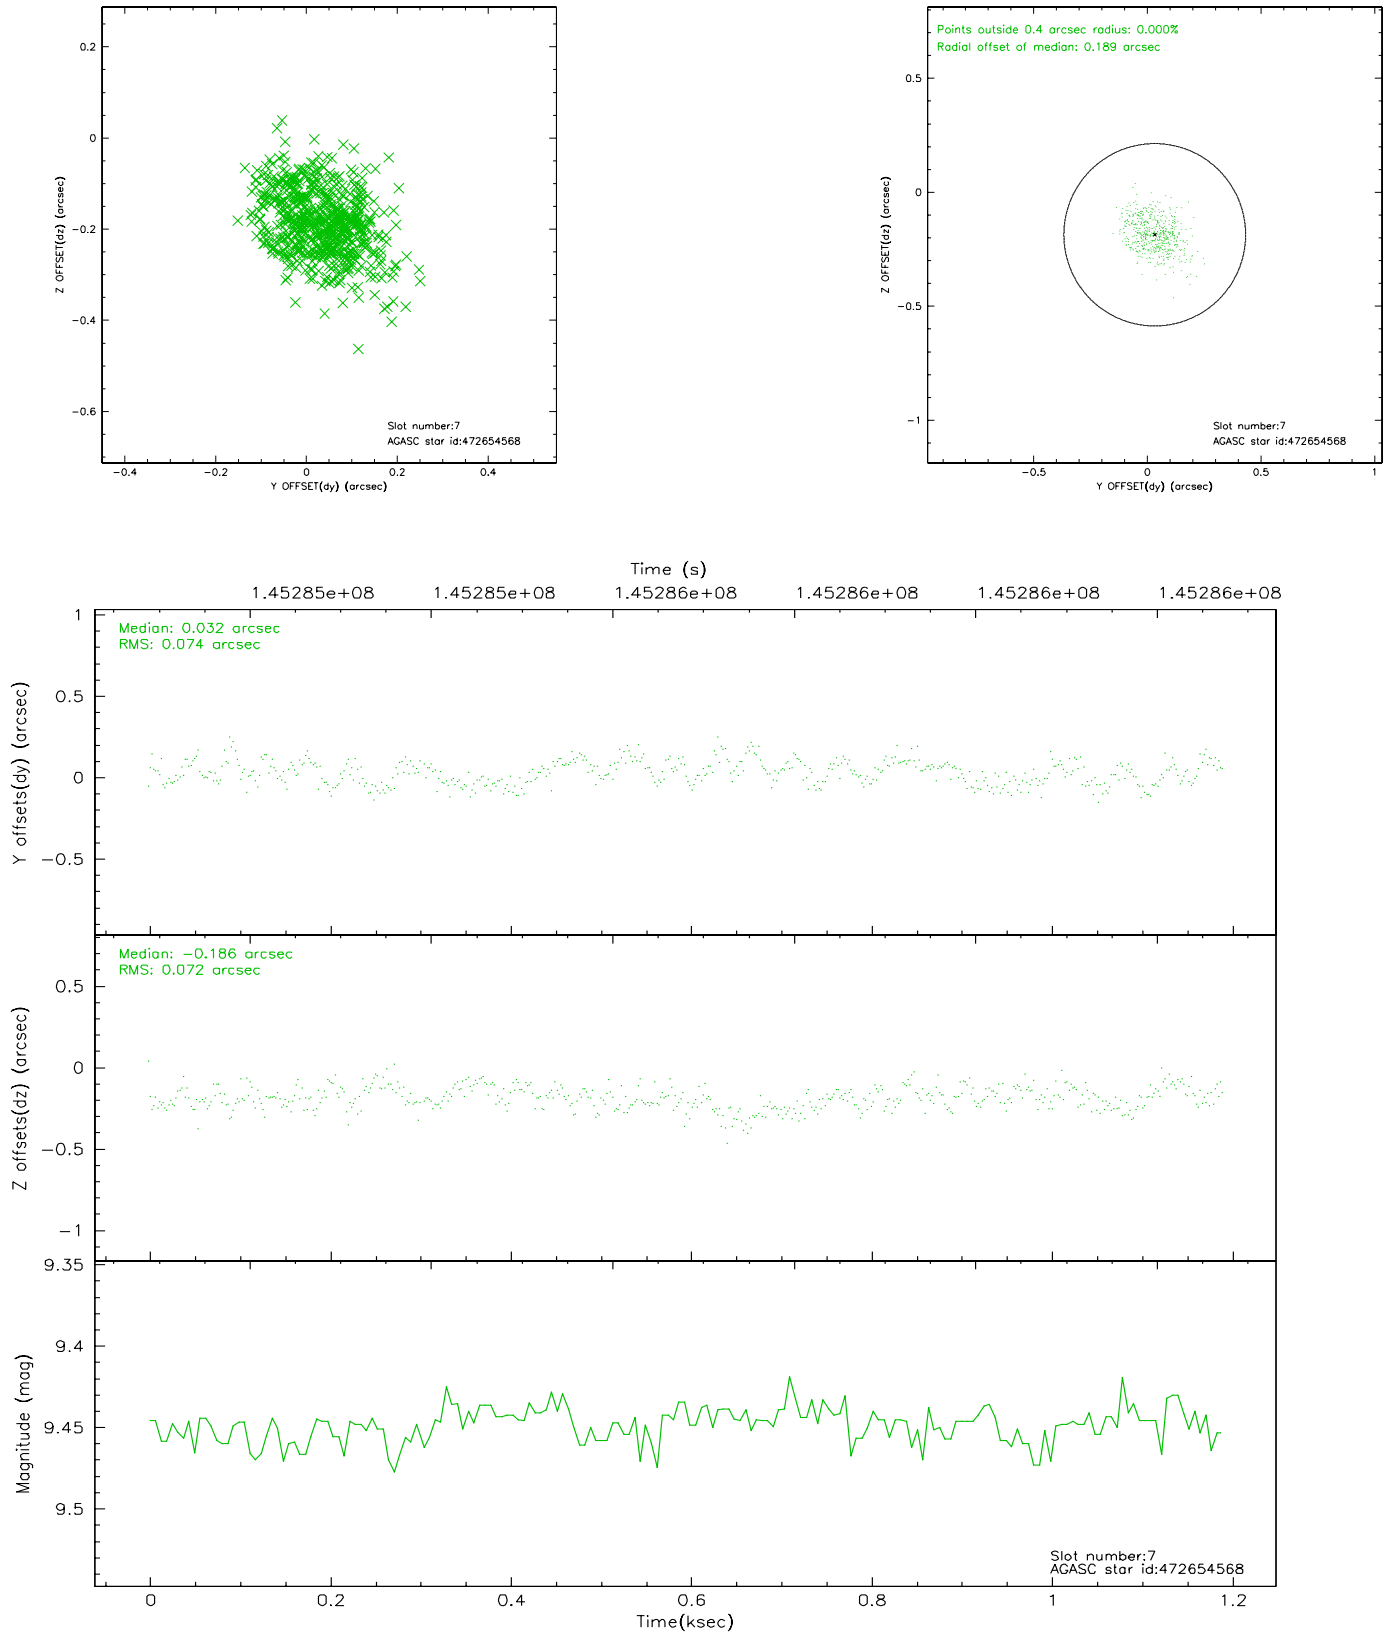 0.2
0
−0.2
−0.4
−0.6
Z OFFSET(dz) (arcsec)
Slot number:7
AGASC star id:472654568
−0.4
−0.2
0
0.2
0.4
Y OFFSET(dy) (arcsec)
Points outside 0.4 arcsec radius: 0.000%
Radial offset of median: 0.189 arcsec
0.5
0
−0.5
−1
Z OFFSET(dz) (arcsec)
Slot number:7
AGASC star id:472654568
−0.5
0
0.5
1
Y OFFSET(dy) (arcsec)
Time (s)
1.45285e+08
1.45285e+08
1.45286e+08
1.45286e+08
1.45286e+08
1.45286e+08
Median: 0.032 arcsec
RMS: 0.074 arcsec
1
0.5
0
−0.5
Y offsets(dy) (arcsec)
Median: −0.186 arcsec
RMS: 0.072 arcsec
0.5
0
−0.5
−1
Z offsets(dz) (arcsec)
9.35
9.4
9.45
9.5
Magnitude (mag)
Slot number:7
AGASC star id:472654568
0
0.2
0.4
0.6
0.8
1
1.2
Time(ksec)